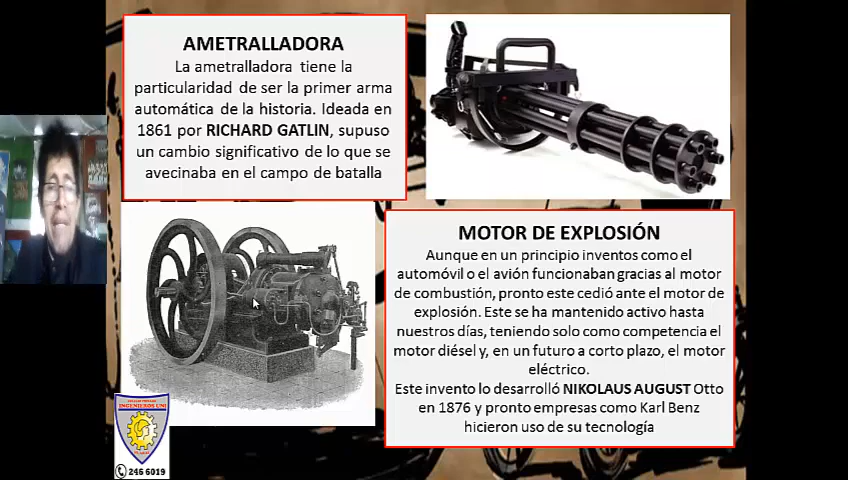 AMETRALLADORA
La ametralladora tiene la
particularidad de ser la primer arma
automática de la historia. Ideada en
1861 por RICHARD GATLIN, supuso
un cambio significativo de lo que se
avecinaba en el campo de batalla
MOTOR DE EXPLOSIÓN
Aunque en un principio inventos como el
automóvil o el avión funcionaban gracias al motor
de combustión, pronto este cedió ante el motor de
explosión. Este se ha mantenido activo hasta
nuestros días, teniendo solo como competencia el
motor diésel y, en un futuro a corto plazo, el motor
eléctrico.
Este invento lo desarrolló NIKOLAUS AUGUST Otto
en 1876 y pronto empresas como Karl Benz
hicieron uso de su tecnología
INGENIEROS UNI
246 6019